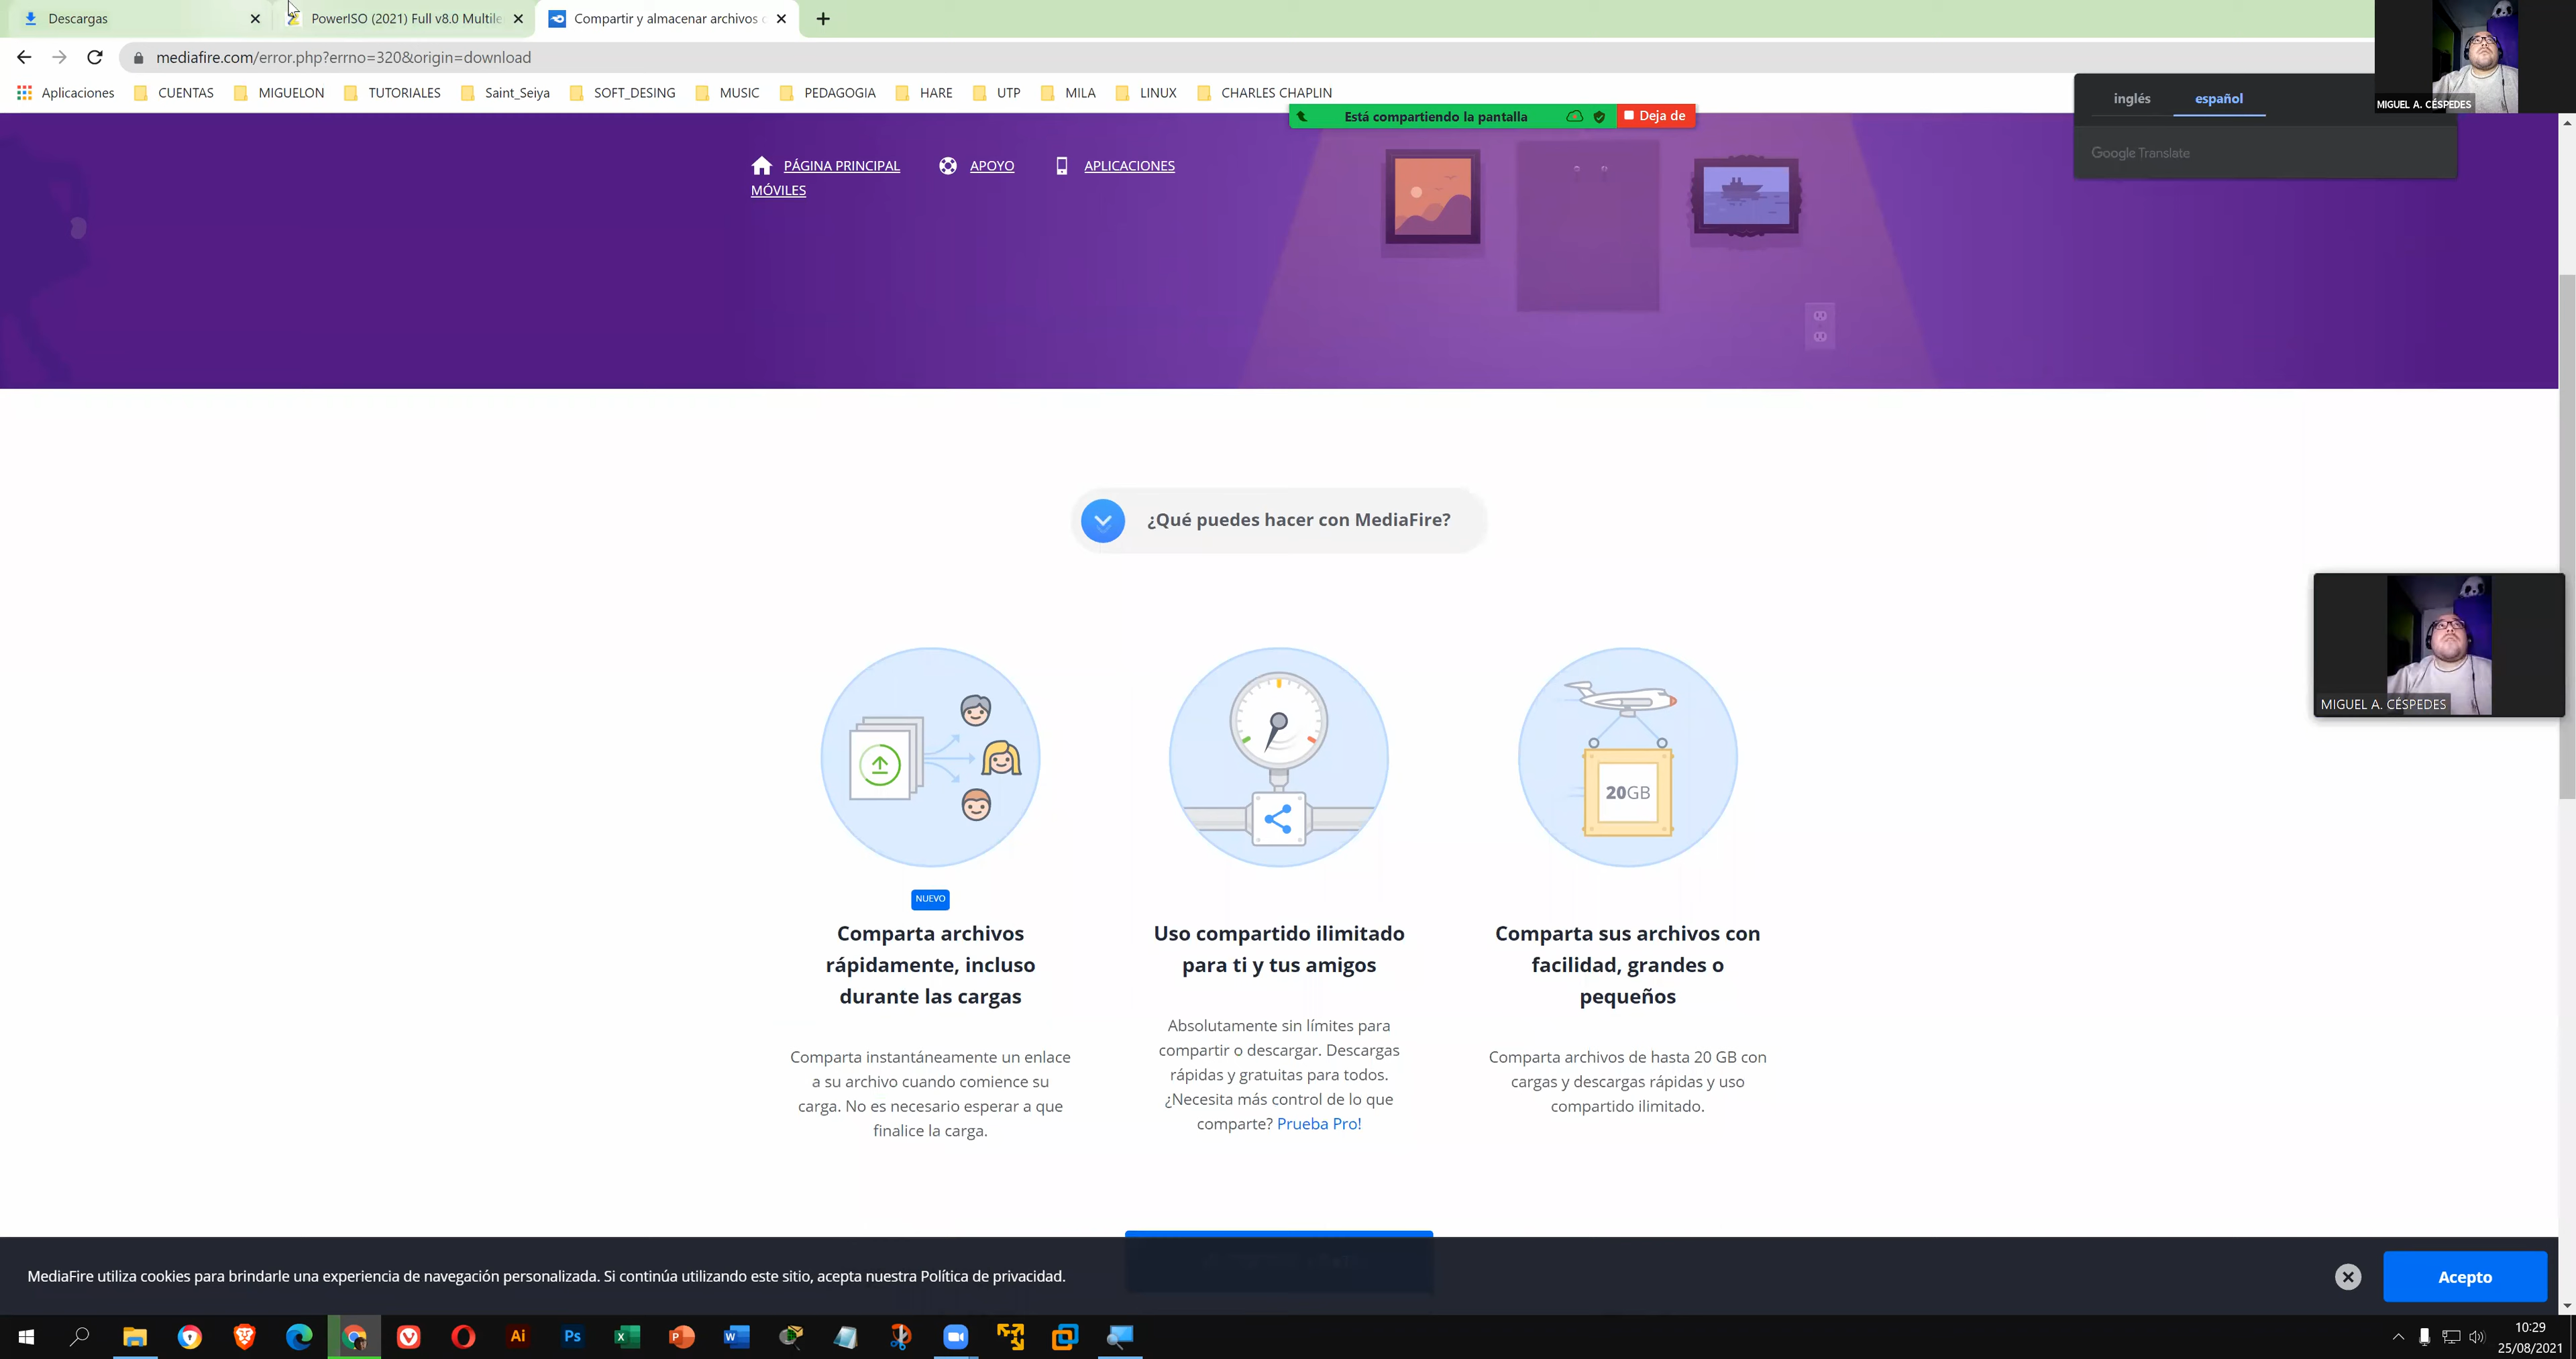 Descargas
PowerISO (2021) Full v8.0 Multile
Compartir y almacenar archivos
mediafire.com/error.php?errno=320&origin=download
Aplicaciones CUENTAS MIGUELON TUTORIALES Saint_Seiya SOFT_DESING MUSIC PEDAGOGIA HARE UTP MILA LINUX CHARLES CHAPLIN
Está compartiendo la pantalla Deja de
inglés español
Google Translate
MIGUEL A. CÉSPEDES
PÁGINA PRINCIPAL APOYO APLICACIONES
MÓVILES
¿Qué puedes hacer con MediaFire?
MIGUEL A. CÉSPEDES
20GB
NUEVO
Comparta archivos
rápidamente, incluso
durante las cargas
Comparta instantáneamente un enlace
a su archivo cuando comience su
carga. No es necesario esperar a que
finalice la carga.
Uso compartido ilimitado
para ti y tus amigos
Absolutamente sin límites para
compartir o descargar. Descargas
rápidas y gratuitas para todos.
¿Necesita más control de lo que
comparte? Prueba Pro!
Comparta sus archivos con
facilidad, grandes o
pequeños
Comparta archivos de hasta 20 GB con
cargas y descargas rápidas y uso
compartido ilimitado.
MediaFire utiliza cookies para brindarle una experiencia de navegación personalizada. Si continúa utilizando este sitio, acepta nuestra Política de privacidad.
Acepto
Ai Ps
10:29
25/08/2021